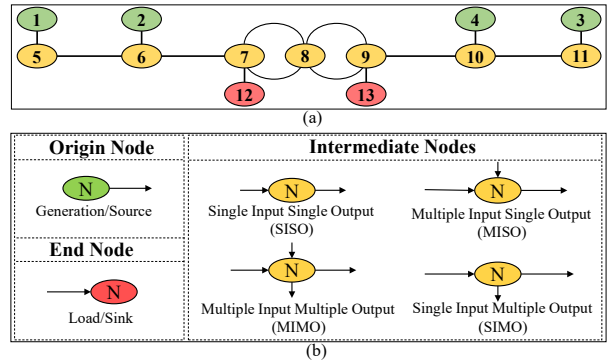 1 2 4 3
5 6 7 8 9 10 11
12 13
(a)
Origin Node
N
Generation/Source
End Node
N
Load/Sink
Intermediate Nodes
N
Single Input Single Output
(SISO)
N
Multiple Input Single Output
(MISO)
N
Multiple Input Multiple Output
(MIMO)
N
Single Input Multiple Output
(SIMO)
(b)